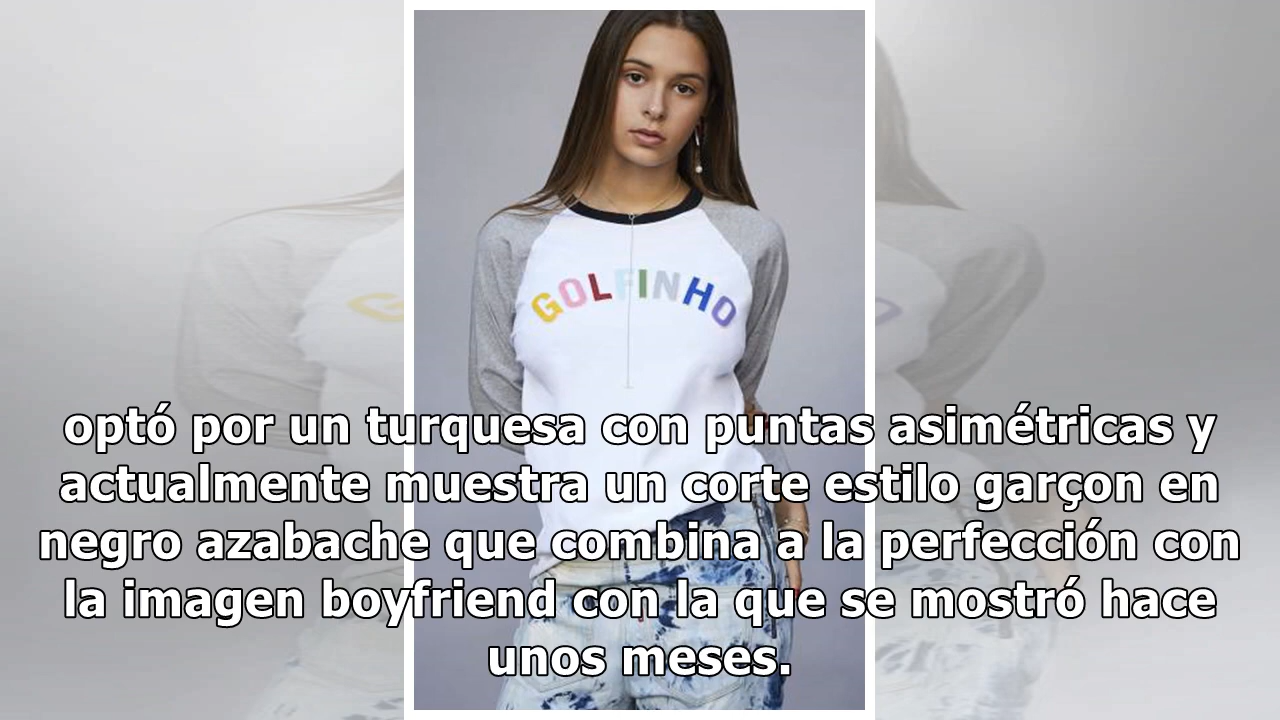 GOLFINHO
optó por un turquesa con puntas asimétricas y
actualmente muestra un corte estilo garçon en
negro azabache que combina a la perfección con
la imagen boyfriend con la que se mostró hace
unos meses.